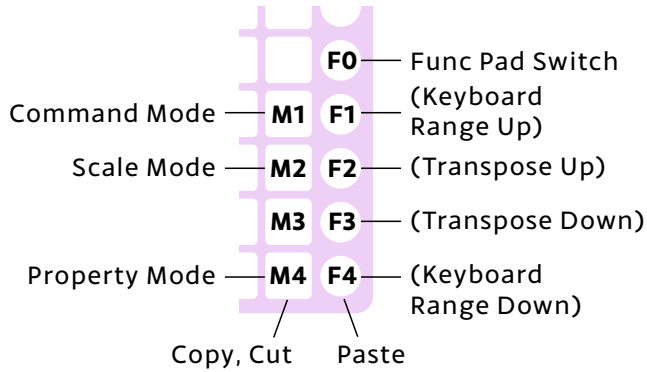 F0 Func Pad Switch
Command Mode M1 F1 (Keyboard
Range Up)
Scale Mode M2 F2 (Transpose Up)
M3 F3 (Transpose Down)
Property Mode M4 F4 (Keyboard
Range Down)
Copy, Cut Paste